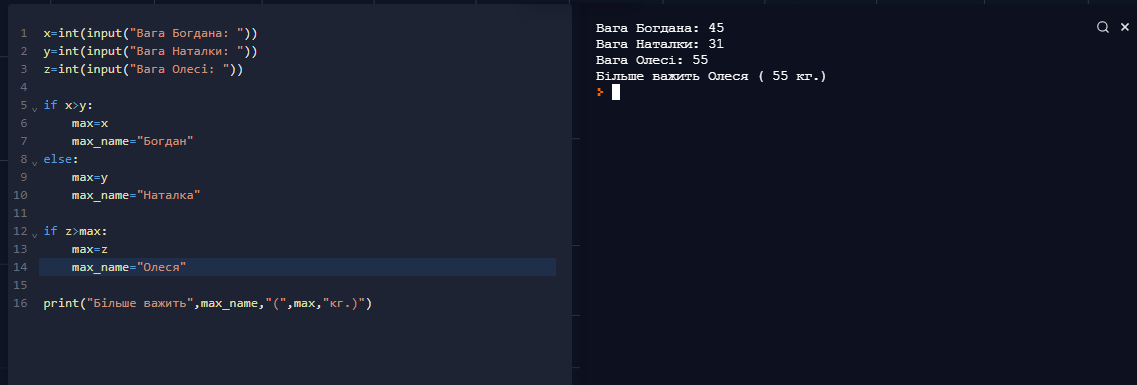 1 x=int(input("Вага Богдана: "))
2 y=int(input("Вага Наталки: "))
3 z=int(input("Вага Олесі: "))
4
5 if x>y:
6     max=x
7     max_name="Богдан"
8 else:
9     max=y
10     max_name="Наталка"
11
12 if z>max:
13     max=z
14     max_name="Олеся"
15
16 print("Більше важить",max_name,"(",max,"кг.)")
Вага Богдана: 45
Вага Наталки: 31
Вага Олесі: 55
Більше важить Олеся ( 55 кг.)